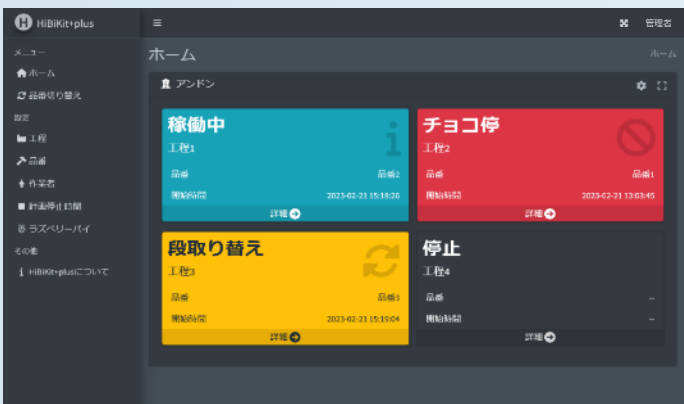 HiBiKit+plus
管理者
メニュー
ホーム
品番切り替え
設定
工程
品番
作業者
計画停止時間
ラズベリーパイ
その他
HiBiKit+plusについて
ホーム
ホーム
アンドン
稼働中
工程1
品番 品番2
開始時間 2023-02-21 15:18:26
詳細
チョコ停
工程2
品番 品番1
開始時間 2023-02-21 13:03:45
詳細
段取り替え
工程3
品番 品番3
開始時間 2023-02-21 15:19:04
詳細
停止
工程4
品番 --
開始時間 --
詳細